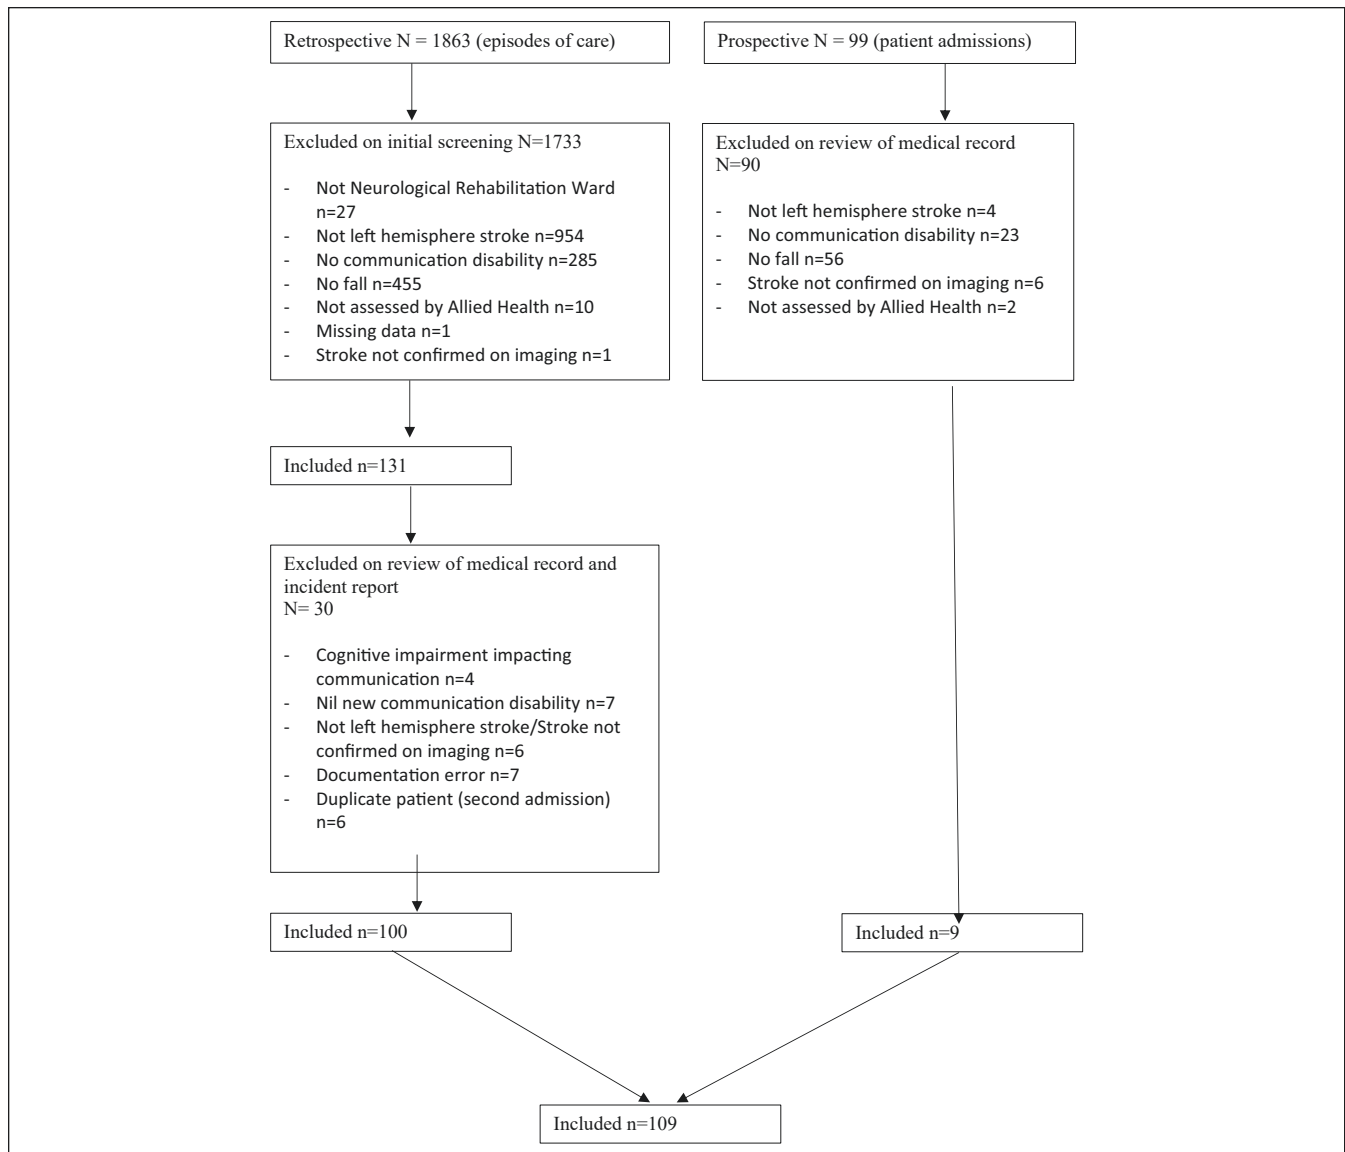 Retrospective N = 1863 (episodes of care)
Prospective N = 99 (patient admissions)
Excluded on initial screening N=1733
- Not Neurological Rehabilitation Ward
n=27
- Not left hemisphere stroke n=954
- No communication disability n=285
- No fall n=455
- Not assessed by Allied Health n=10
- Missing data n=1
- Stroke not confirmed on imaging n=1
Excluded on review of medical record
N=90
- Not left hemisphere stroke n=4
- No communication disability n=23
- No fall n=56
- Stroke not confirmed on imaging n=6
- Not assessed by Allied Health n=2
Included n=131
Excluded on review of medical record and
incident report
N= 30
- Cognitive impairment impacting
communication n=4
- Nil new communication disability n=7
- Not left hemisphere stroke/Stroke not
confirmed on imaging n=6
- Documentation error n=7
- Duplicate patient (second admission)
n=6
Included n=100
Included n=9
Included n=109